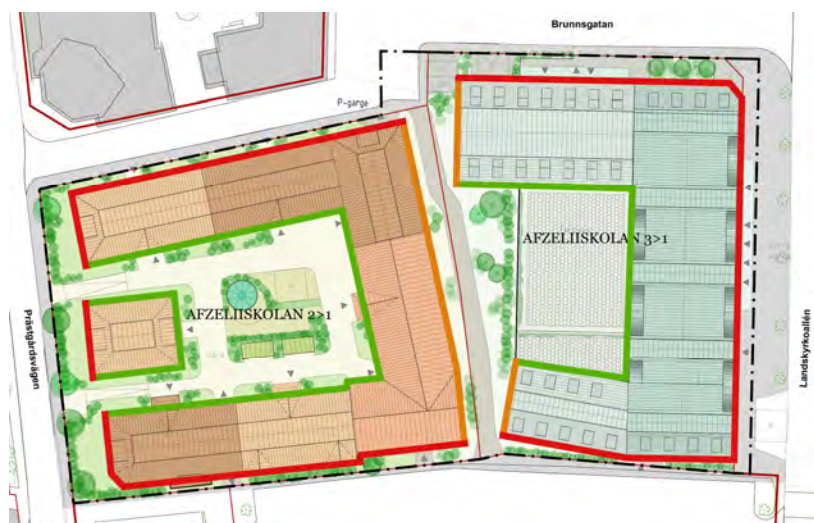 Brunnsgatan
P-garge
AFZELIISKOLAN 3>1
AFZELIISKOLAN 2>1
Prästgårdsvägen
Landskyrkoallén